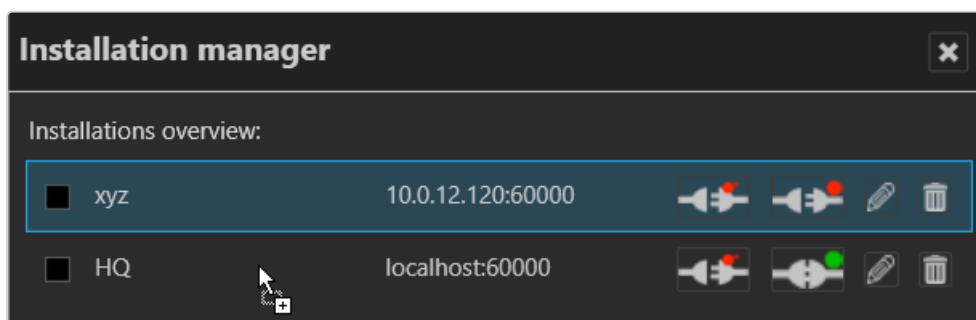 Installation manager
Installations overview:
xyz 10.0.12.120:60000
HQ localhost:60000